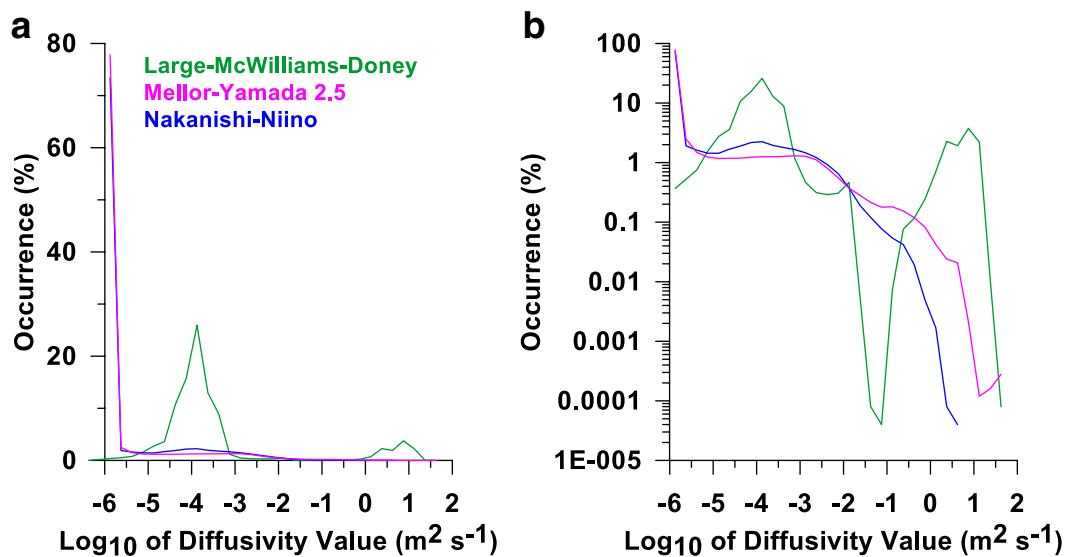 a
80
60
40
20
0
Occurrence (%)
Large-McWilliams-Doney
Mellor-Yamada 2.5
Nakanishi-Niino
-6 -5 -4 -3 -2 -1 0 1 2
Log10 of Diffusivity Value (m2 s-1)
b
100
10
1
0.1
0.01
0.001
0.0001
1E-005
Occurrence (%)
-6 -5 -4 -3 -2 -1 0 1 2
Log10 of Diffusivity Value (m2 s-1)